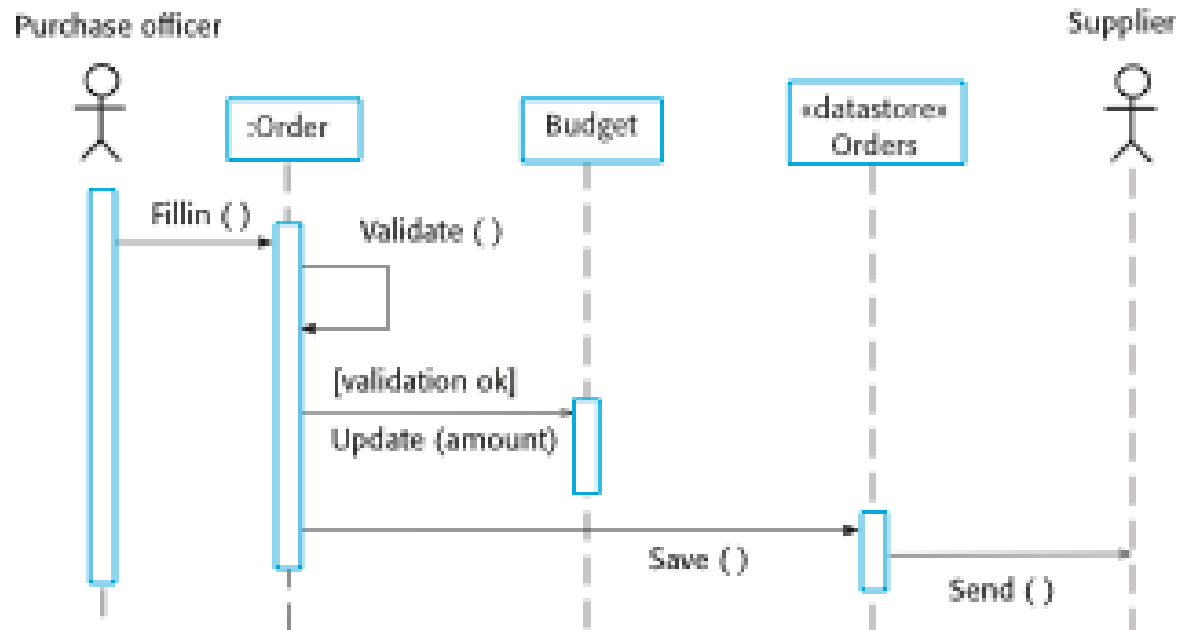 Purchase officer
Supplier
:Order
Budget
«datastore»
Orders
Fillin ( )
Validate ( )
[validation ok]
Update (amount)
Save ( )
Send ( )